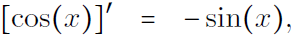 [cos(x)]′ = −sin(x),